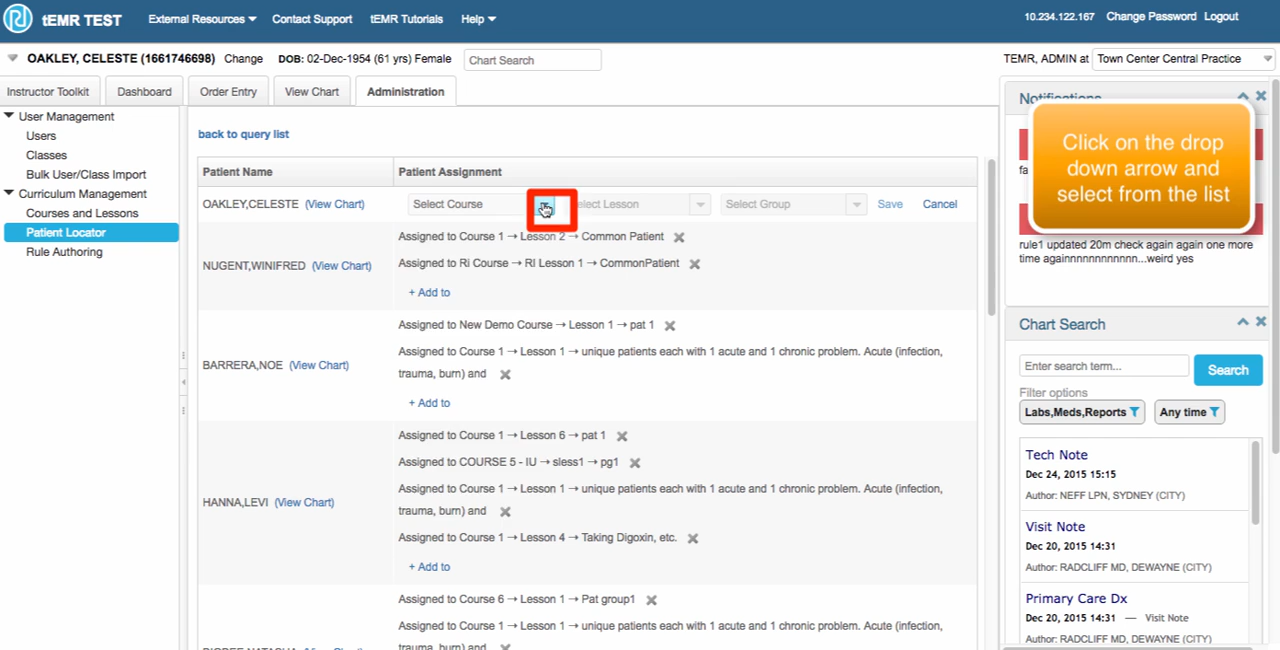 tEMR TEST
External Resources
Contact Support
tEMR Tutorials
Help
10.234.122.167
Change Password
Logout
OAKLEY, CELESTE (1661746698)
Change
DOB: 02-Dec-1954 (61 yrs) Female
Chart Search
TEMR, ADMIN at
Town Center Central Practice
Instructor Toolkit
Dashboard
Order Entry
View Chart
Administration
User Management
Users
Classes
Bulk User/Class Import
Curriculum Management
Courses and Lessons
Patient Locator
Rule Authoring
back to query list
Patient Name
Patient Assignment
OAKLEY,CELESTE (View Chart)
Select Course
elect Lesson
Select Group
Save
Cancel
NUGENT,WINIFRED (View Chart)
Assigned to Course 1 → Lesson 2 → Common Patient
Assigned to Ri Course → RI Lesson 1 → CommonPatient
+ Add to
BARRERA,NOE (View Chart)
Assigned to New Demo Course → Lesson 1 → pat 1
Assigned to Course 1 → Lesson 1 → unique patients each with 1 acute and 1 chronic problem. Acute (infection,
trauma, burn) and
+ Add to
HANNA,LEVI (View Chart)
Assigned to Course 1 → Lesson 6 → pat 1
Assigned to COURSE 5 - IU → sless1 → pg1
Assigned to Course 1 → Lesson 1 → unique patients each with 1 acute and 1 chronic problem. Acute (infection,
trauma, burn) and
Assigned to Course 1 → Lesson 4 → Taking Digoxin, etc.
+ Add to
Assigned to Course 6 → Lesson 1 → Pat group1
Assigned to Course 1 → Lesson 1 → unique patients each with 1 acute and 1 chronic problem. Acute (infection,
trauma, burn) and
Notifications
Click on the drop
down arrow and
select from the list
fa
rule1 updated 20m check again again one more
time againnnnnnnnnnn...weird yes
Chart Search
Enter search term...
Search
Filter options
Labs,Meds,Reports
Any time
Tech Note
Dec 24, 2015 15:15
Author: NEFF LPN, SYDNEY (CITY)
Visit Note
Dec 20, 2015 14:31
Author: RADCLIFF MD, DEWAYNE (CITY)
Primary Care Dx
Dec 20, 2015 14:31 — Visit Note
Author: RADCLIFF MD, DEWAYNE (CITY)